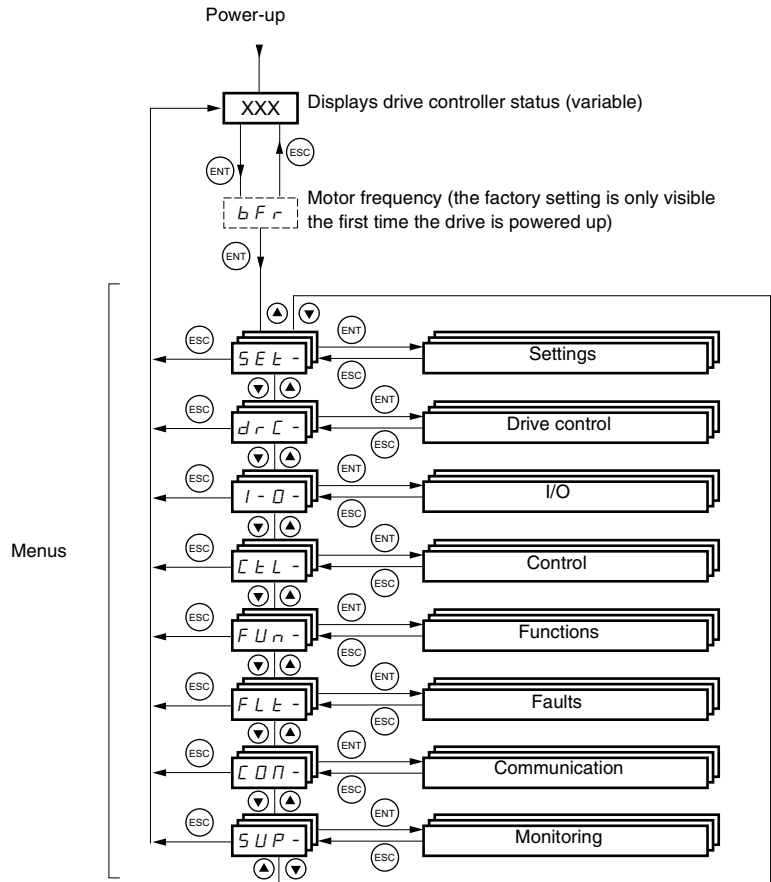 Power-up
XXX
Displays drive controller status (variable)
ENT
ESC
bFr
Motor frequency (the factory setting is only visible
the first time the drive is powered up)
ENT
Menus
ESC
SEt-
ENT
ESC
Settings
ESC
drC-
ENT
ESC
Drive control
ESC
I-O-
ENT
ESC
I/O
ESC
CtL-
ENT
ESC
Control
ESC
FUn-
ENT
ESC
Functions
ESC
FLt-
ENT
ESC
Faults
ESC
COM-
ENT
ESC
Communication
ESC
SUP-
ENT
ESC
Monitoring